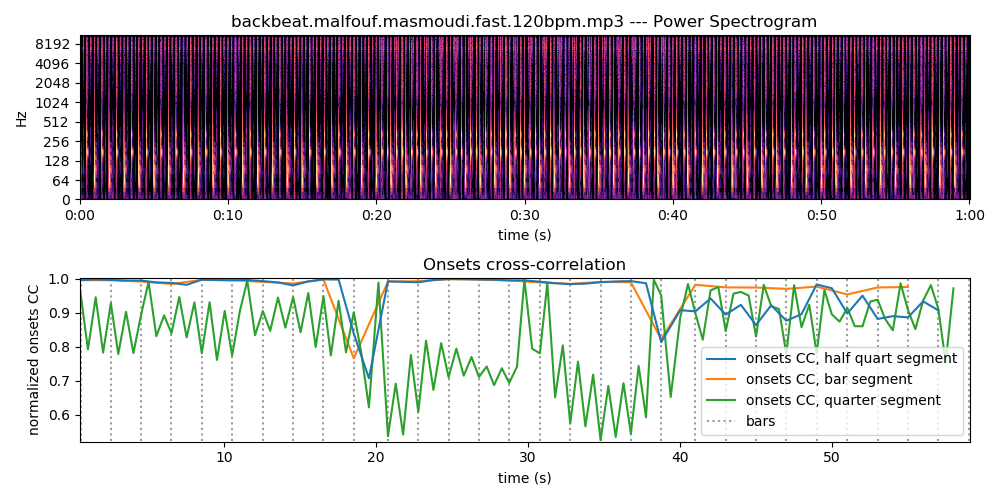 backbeat.malfouf.masmoudi.fast.120bpm.mp3 --- Power Spectrogram
Hz
8192
4096
2048
1024
512
256
128
64
0
0:00 0:10 0:20 0:30 0:40 0:50 1:00
time (s)
Onsets cross-correlation
normalized onsets CC
1.0
0.9
0.8
0.7
0.6
onsets CC, half quart segment
onsets CC, bar segment
onsets CC, quarter segment
bars
10 20 30 40 50
time (s)